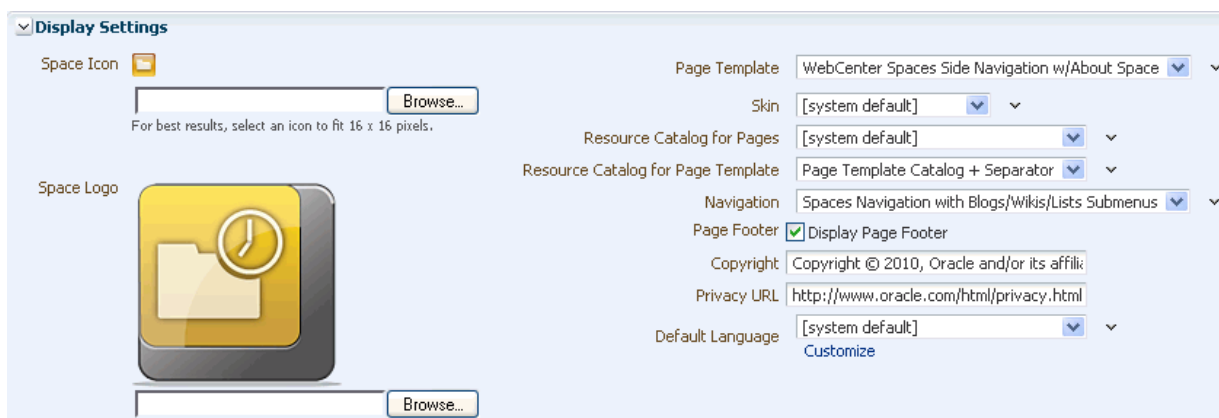 Display Settings
Space Icon
Browse...
For best results, select an icon to fit 16 x 16 pixels.
Space Logo
Browse...
Page Template WebCenter Spaces Side Navigation w/About Space
Skin [system default]
Resource Catalog for Pages [system default]
Resource Catalog for Page Template Page Template Catalog + Separator
Navigation Spaces Navigation with Blogs/Wikis/Lists Submenus
Page Footer Display Page Footer
Copyright Copyright © 2010, Oracle and/or its affilia
Privacy URL http://www.oracle.com/html/privacy.html
Default Language [system default]
Customize